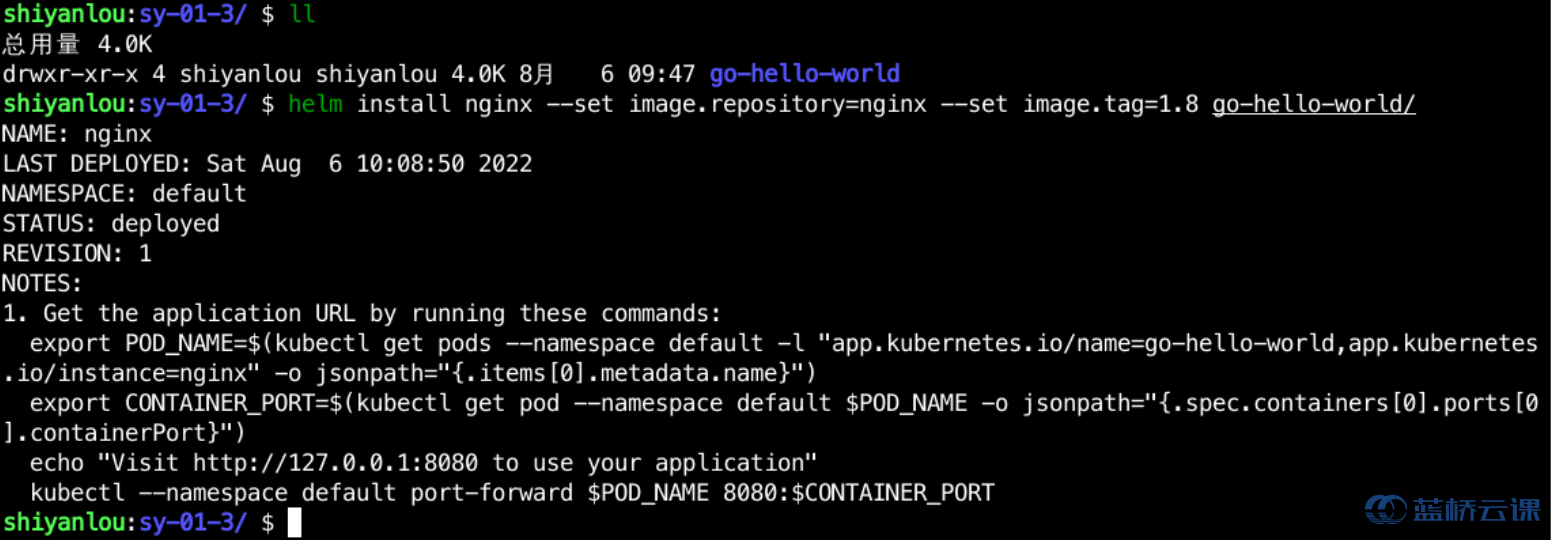 shiyanlou:sy-01-3/ $ ll
总用量 4.0K
drwxr-xr-x 4 shiyanlou shiyanlou 4.0K 8月   6 09:47 go-hello-world
shiyanlou:sy-01-3/ $ helm install nginx --set image.repository=nginx --set image.tag=1.8 go-hello-world/
NAME: nginx
LAST DEPLOYED: Sat Aug  6 10:08:50 2022
NAMESPACE: default
STATUS: deployed
REVISION: 1
NOTES:
1. Get the application URL by running these commands:
  export POD_NAME=$(kubectl get pods --namespace default -l "app.kubernetes.io/name=go-hello-world,app.kubernetes
.io/instance=nginx" -o jsonpath="{.items[0].metadata.name}")
  export CONTAINER_PORT=$(kubectl get pod --namespace default $POD_NAME -o jsonpath="{.spec.containers[0].ports[0
].containerPort}")
  echo "Visit http://127.0.0.1:8080 to use your application"
  kubectl --namespace default port-forward $POD_NAME 8080:$CONTAINER_PORT
shiyanlou:sy-01-3/ $
蓝桥云课